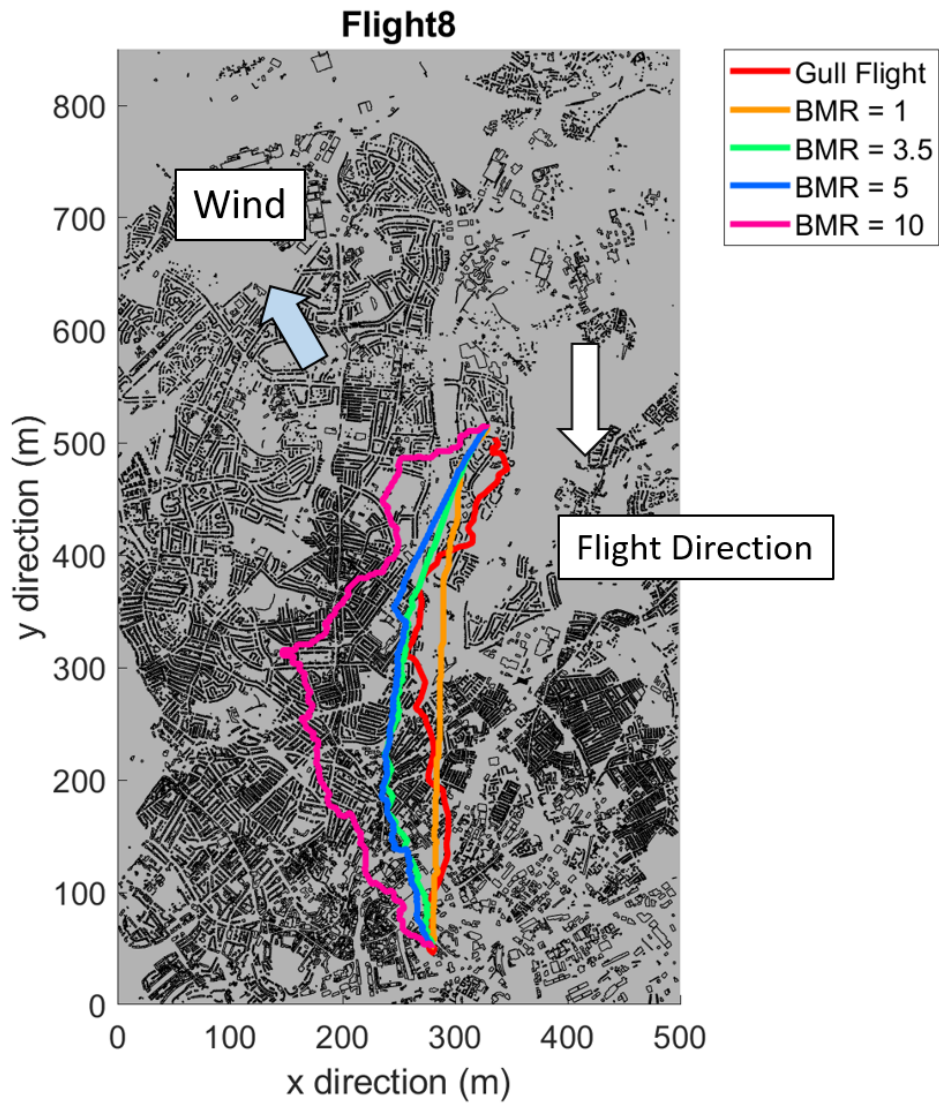 Flight8
Gull Flight
BMR = 1
BMR = 3.5
BMR = 5
BMR = 10
Wind
Flight Direction
y direction (m)
800
700
600
500
400
300
200
100
0
0 100 200 300 400 500
x direction (m)